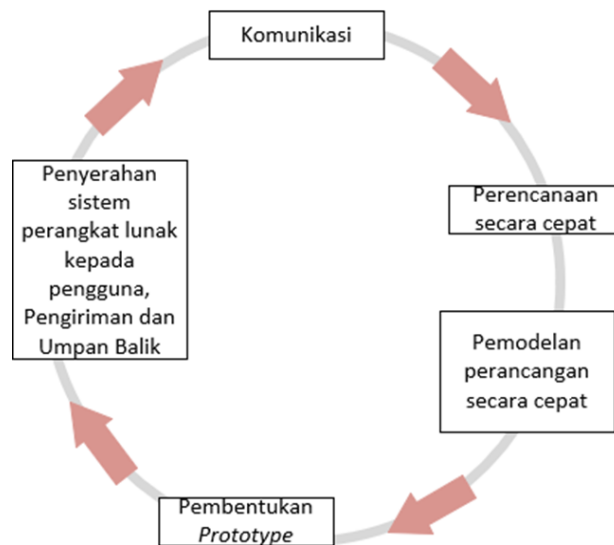 Komunikasi
Perencanaan
secara cepat
Pemodelan
perancangan
secara cepat
Pembentukan
Prototype
Penyerahan
sistem
perangkat lunak
kepada
pengguna,
Pengiriman dan
Umpan Balik